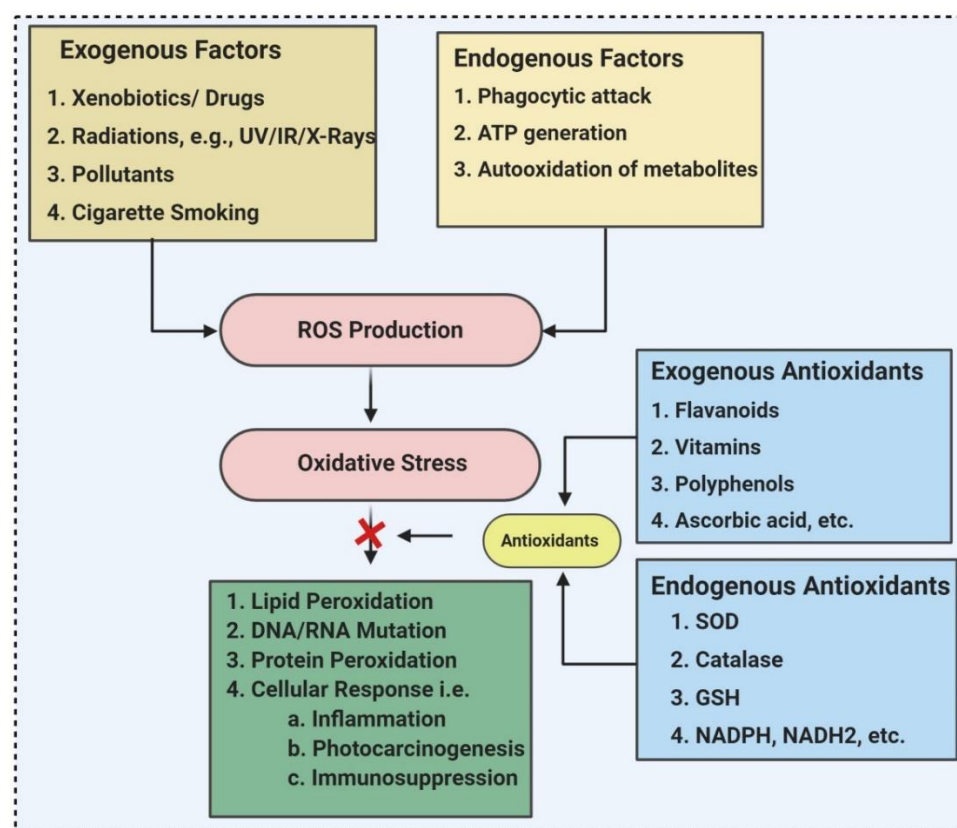 Exogenous Factors
1. Xenobiotics/ Drugs
2. Radiations, e.g., UV/IR/X-Rays
3. Pollutants
4. Cigarette Smoking
Endogenous Factors
1. Phagocytic attack
2. ATP generation
3. Autooxidation of metabolites
ROS Production
Oxidative Stress
Exogenous Antioxidants
1. Flavanoids
2. Vitamins
3. Polyphenols
4. Ascorbic acid, etc.
Antioxidants
Endogenous Antioxidants
1. SOD
2. Catalase
3. GSH
4. NADPH, NADH2, etc.
1. Lipid Peroxidation
2. DNA/RNA Mutation
3. Protein Peroxidation
4. Cellular Response i.e.
a. Inflammation
b. Photocarcinogenesis
c. Immunosuppression